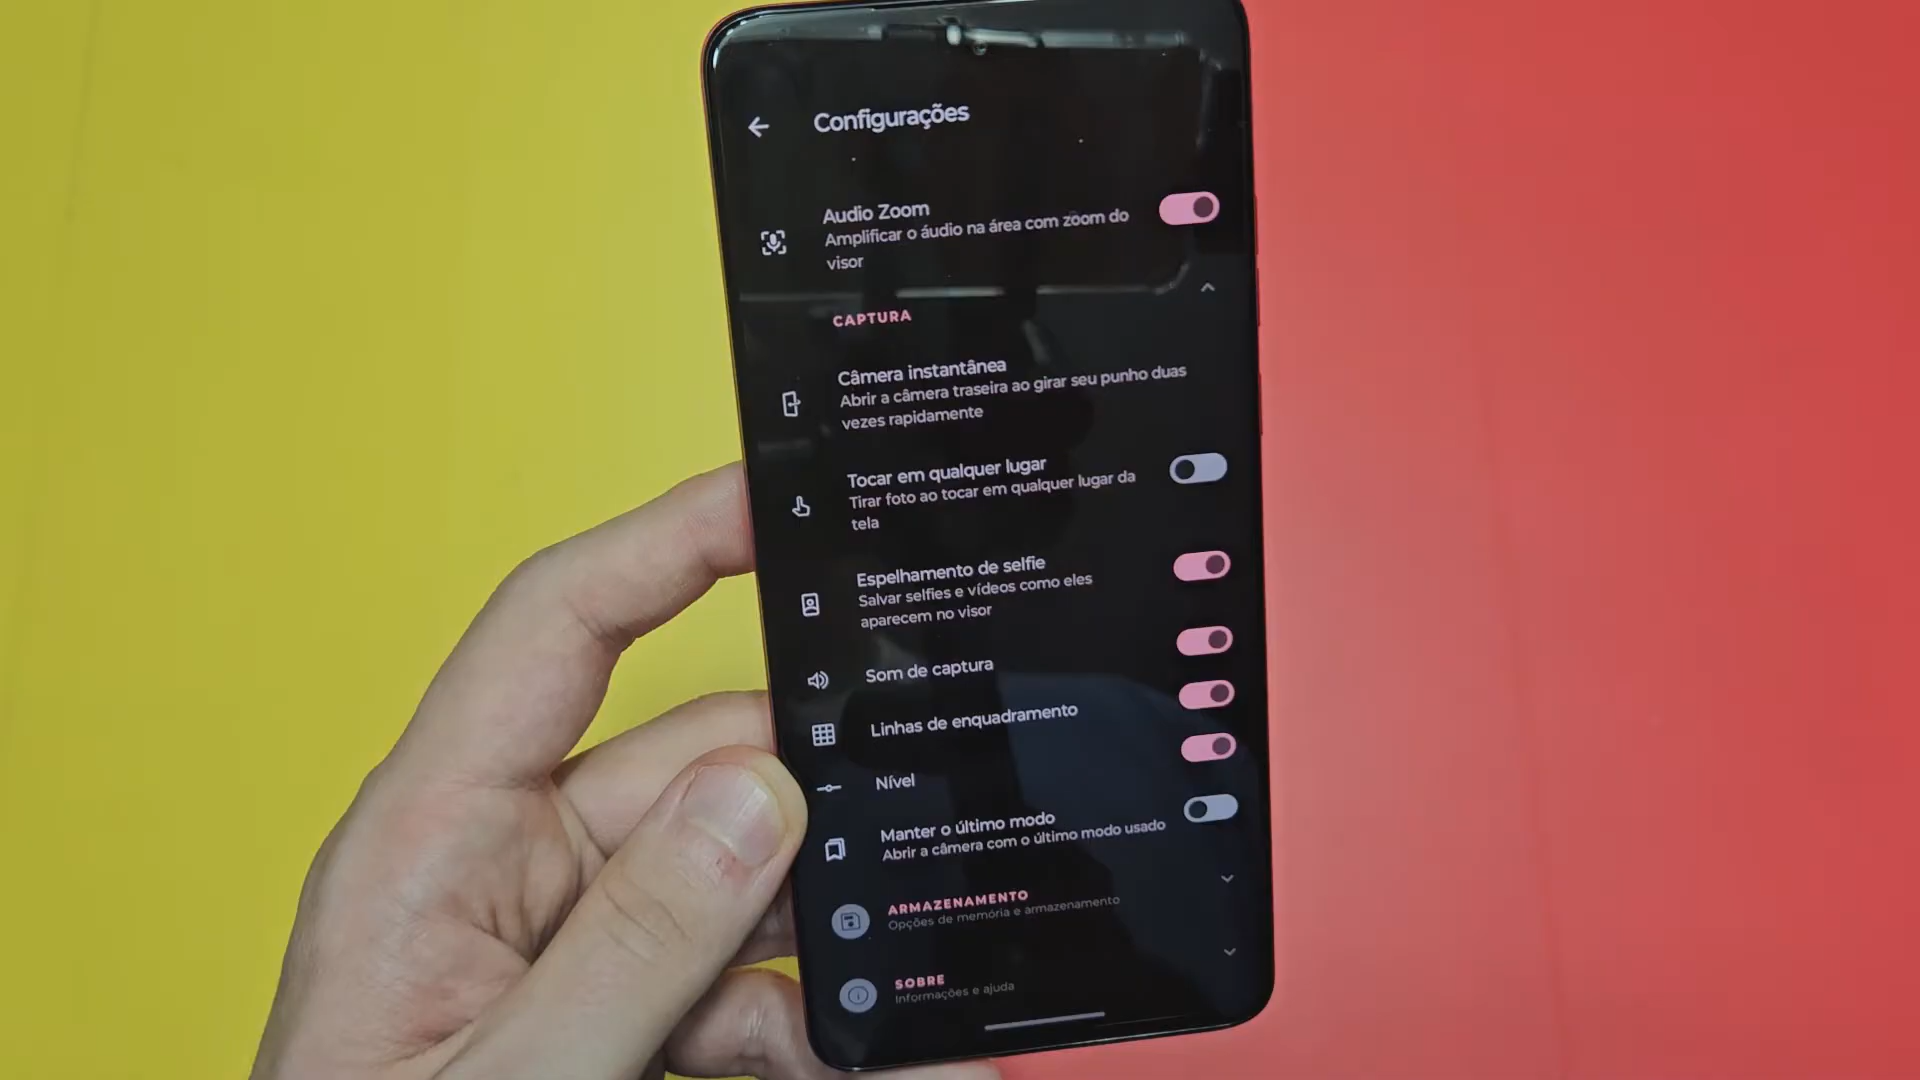 Configurações
Audio Zoom
Amplificar o áudio na área com zoom do
visor
CAPTURA
Câmera instantânea
Abrir a câmera traseira ao girar seu punho duas
vezes rapidamente
Tocar em qualquer lugar
Tirar foto ao tocar em qualquer lugar da
tela
Espelhamento de selfie
Salvar selfies e vídeos como eles
aparecem no visor
Som de captura
Linhas de enquadramento
Nível
Manter o último modo
Abrir a câmera com o último modo usado
ARMAZENAMENTO
Opções de memória e armazenamento
SOBRE
Informações e ajuda